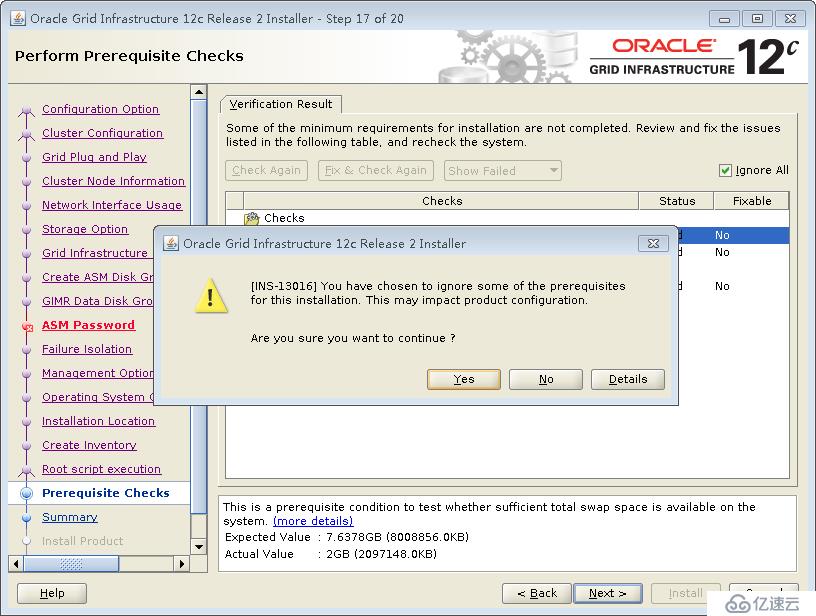 Oracle Grid Infrastructure 12c Release 2 Installer - Step 17 of 20
Perform Prerequisite Checks
ORACLE
GRID INFRASTRUCTURE
12c
Configuration Option
Cluster Configuration
Grid Plug and Play
Cluster Node Information
Network Interface Usage
Storage Option
Grid Infrastructure
Create ASM Disk Gr
GIMR Data Disk Gro
ASM Password
Failure Isolation
Management Option
Operating System
Installation Location
Create Inventory
Root script execution
Prerequisite Checks
Summary
Install Product
Verification Result
Some of the minimum requirements for installation are not completed. Review and fix the issues
listed in the following table, and recheck the system.
Check Again
Fix & Check Again
Show Failed
Ignore All
Checks Status Fixable
Checks
d No
d No
d No
Oracle Grid Infrastructure 12c Release 2 Installer
[INS-13016] You have chosen to ignore some of the prerequisites
for this installation. This may impact product configuration.
Are you sure you want to continue ?
Yes No Details
This is a prerequisite condition to test whether sufficient total swap space is available on the
system. (more details)
Expected Value : 7.6378GB (8008856.0KB)
Actual Value : 2GB (2097148.0KB)
Help < Back Next > Install
亿速云